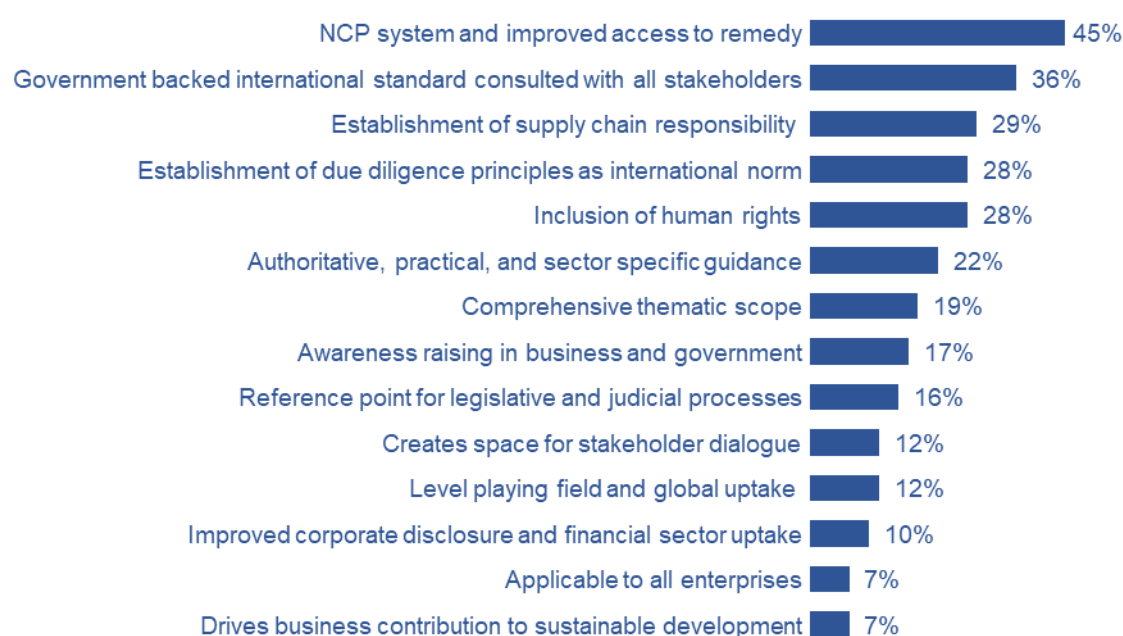 NCP system and improved access to remedy 45%
Government backed international standard consulted with all stakeholders 36%
Establishment of supply chain responsibility 29%
Establishment of due diligence principles as international norm 28%
Inclusion of human rights 28%
Authoritative, practical, and sector specific guidance 22%
Comprehensive thematic scope 19%
Awareness raising in business and government 17%
Reference point for legislative and judicial processes 16%
Creates space for stakeholder dialogue 12%
Level playing field and global uptake 12%
Improved corporate disclosure and financial sector uptake 10%
Applicable to all enterprises 7%
Drives business contribution to sustainable development 7%